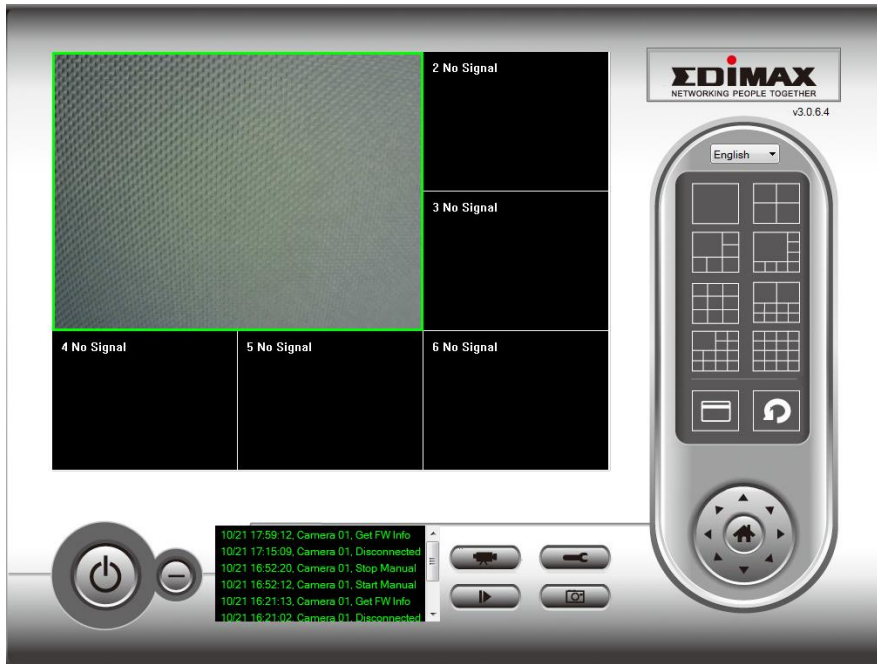 2 No Signal
EDIMAX
NETWORKING PEOPLE TOGETHER
v3.0.6.4
English
3 No Signal
4 No Signal
5 No Signal
6 No Signal
10/21 17:59:12, Camera 01, Get FW Info
10/21 17:15:09, Camera 01, Disconnected
10/21 16:52:20, Camera 01, Stop Manual
10/21 16:52:12, Camera 01, Start Manual
10/21 16:21:13, Camera 01, Get FW Info
10/21 16:21:02, Camera 01, Disconnected